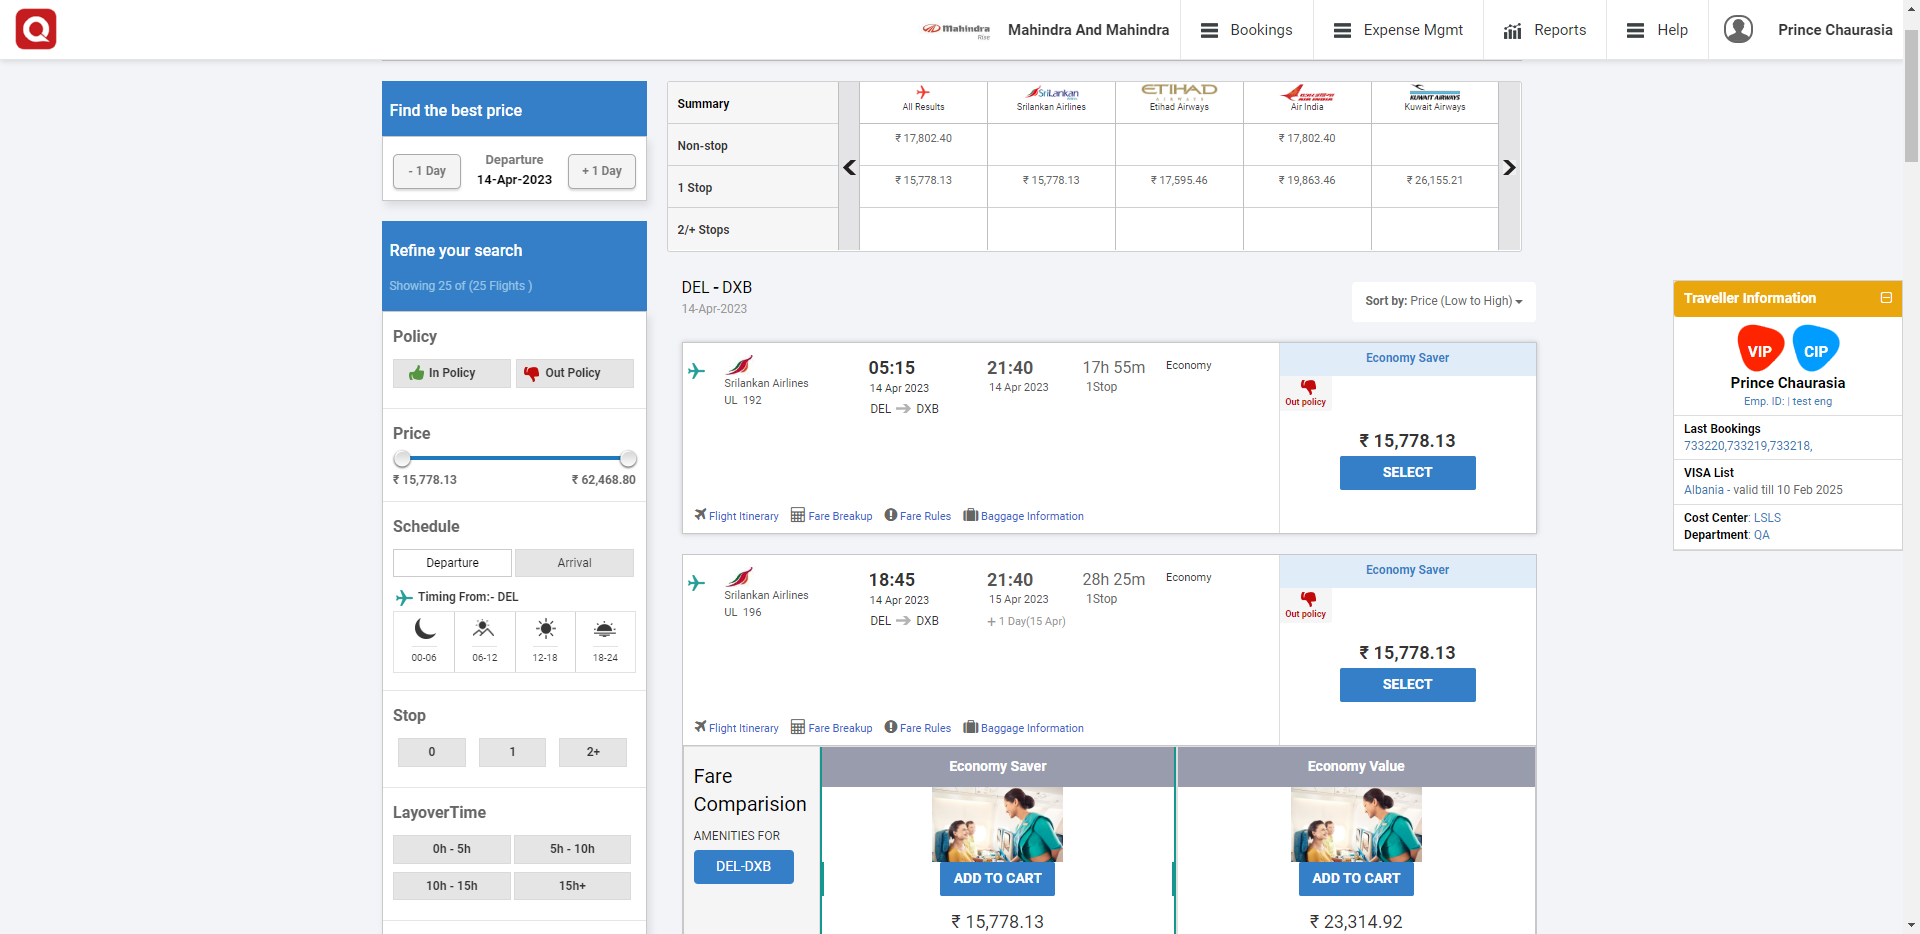 Q
Mahindra
Rise
Mahindra And Mahindra
Bookings
Expense Mgmt
Reports
Help
Prince Chaurasia
Find the best price
- 1 Day
Departure
14-Apr-2023
+ 1 Day
Refine your search
Showing 25 of (25 Flights )
Policy
In Policy
Out Policy
Price
₹ 15,778.13
₹ 62,468.80
Schedule
Departure
Arrival
Timing From:- DEL
00-06
06-12
12-18
18-24
Stop
0
1
2+
LayoverTime
0h - 5h
5h - 10h
10h - 15h
15h+
Summary
All Results
SriLankan
Srilankan Airlines
ETIHAD
AIRWAYS
Etihad Airways
AIR INDIA
Air India
KUWAIT AIRWAYS
Kuwait Airways
Non-stop
₹ 17,802.40
₹ 17,802.40
1 Stop
₹ 15,778.13
₹ 15,778.13
₹ 17,595.46
₹ 19,863.46
₹ 26,155.21
2/+ Stops
DEL - DXB
14-Apr-2023
Sort by: Price (Low to High)
Srilankan Airlines
UL 192
05:15
14 Apr 2023
DEL DXB
21:40
14 Apr 2023
17h 55m
1Stop
Economy
Economy Saver
Out policy
₹ 15,778.13
SELECT
Flight Itinerary
Fare Breakup
Fare Rules
Baggage Information
Srilankan Airlines
UL 196
18:45
14 Apr 2023
DEL DXB
21:40
15 Apr 2023
+ 1 Day(15 Apr)
28h 25m
1Stop
Economy
Economy Saver
Out policy
₹ 15,778.13
SELECT
Flight Itinerary
Fare Breakup
Fare Rules
Baggage Information
Fare
Comparision
AMENITIES FOR
DEL-DXB
Economy Saver
ADD TO CART
₹ 15,778.13
Economy Value
ADD TO CART
₹ 23,314.92
Traveller Information
VIP
CIP
Prince Chaurasia
Emp. ID: | test eng
Last Bookings
733220,733219,733218,
VISA List
Albania - valid till 10 Feb 2025
Cost Center: LSLS
Department: QA